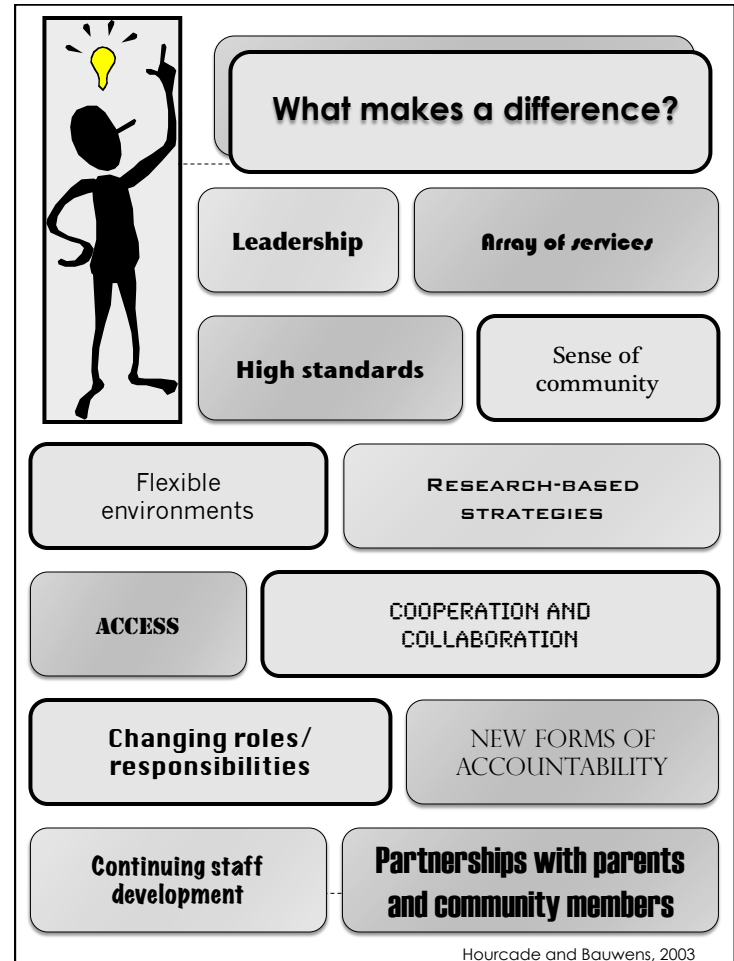 What makes a difference?
Leadership
Array of services
High standards
Sense of
community
Flexible
environments
RESEARCH-BASED
STRATEGIES
ACCESS
COOPERATION AND
COLLABORATION
Changing roles/
responsibilities
NEW FORMS OF
ACCOUNTABILITY
Continuing staff
development
Partnerships with parents
and community members
Hourcade and Bauwens, 2003